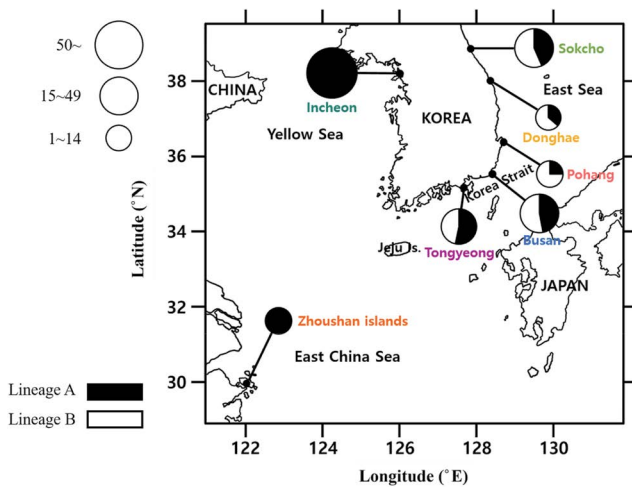 50~
15~49
1~14
Lineage A
Lineage B
Latitude (°N)
38
36
34
32
30
CHINA
Incheon
Yellow Sea
KOREA
Sokcho
East Sea
Donghae
Korea Strait
Pohang
Jeju Is.
Tongyeong
Busan
JAPAN
Zhoushan islands
East China Sea
122
124
126
128
130
Longitude (°E)